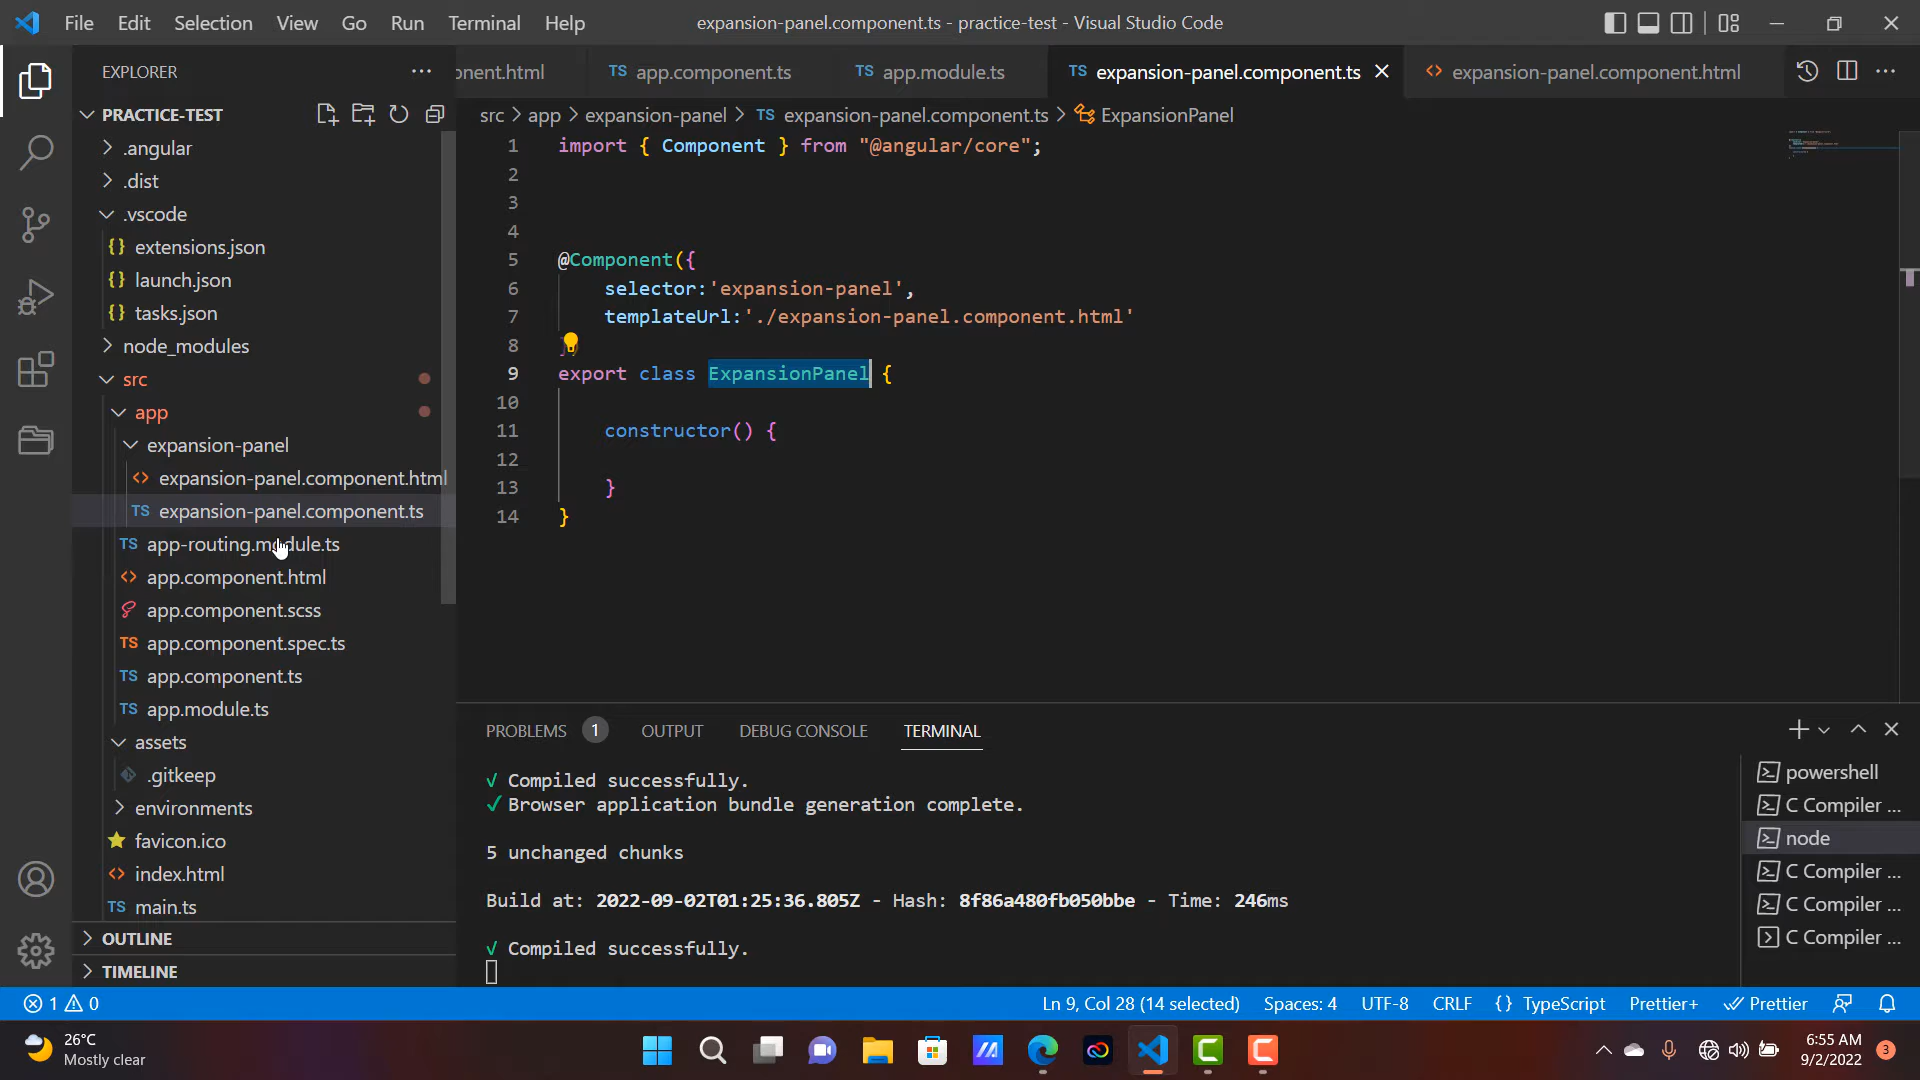 File Edit Selection View Go Run Terminal Help
expansion-panel.component.ts - practice-test - Visual Studio Code
EXPLORER
PRACTICE-TEST
.angular
.dist
.vscode
extensions.json
launch.json
tasks.json
node_modules
src
app
expansion-panel
expansion-panel.component.html
TS expansion-panel.component.ts
TS app-routing.module.ts
app.component.html
app.component.scss
TS app.component.spec.ts
TS app.component.ts
TS app.module.ts
assets
.gitkeep
environments
favicon.ico
index.html
TS main.ts
OUTLINE
TIMELINE
onent.html TS app.component.ts TS app.module.ts TS expansion-panel.component.ts expansion-panel.component.html
src > app > expansion-panel > TS expansion-panel.component.ts > ExpansionPanel
1 import { Component } from "@angular/core";
2
3
4
5 @Component({
6 selector:'expansion-panel',
7 templateUrl:'./expansion-panel.component.html'
8 })
9 export class ExpansionPanel {
10
11 constructor() {
12
13 }
14 }
PROBLEMS 1 OUTPUT DEBUG CONSOLE TERMINAL
√ Compiled successfully.
✓ Browser application bundle generation complete.
5 unchanged chunks
Build at: 2022-09-02T01:25:36.805Z - Hash: 8f86a480fb050bbe - Time: 246ms
√ Compiled successfully.
powershell
C Compiler ...
node
C Compiler ...
C Compiler ...
C Compiler ...
1 0
Ln 9, Col 28 (14 selected) Spaces: 4 UTF-8 CRLF {} TypeScript Prettier+ Prettier
26°C
Mostly clear
6:55 AM
9/2/2022
3